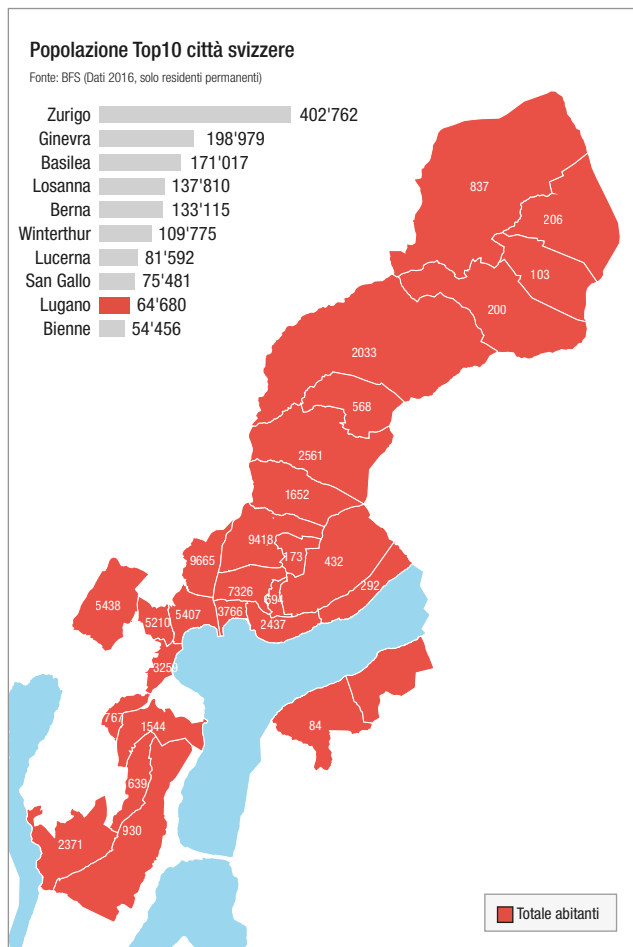 Popolazione Top10 città svizzere
Fonte: BFS (Dati 2016, solo residenti permanenti)
Zurigo 402'762
Ginevra 198'979
Basilea 171'017
Losanna 137'810
Berna 133'115
Winterthur 109'775
Lucerna 81'592
San Gallo 75'481
Lugano 64'680
Bienne 54'456
837
206
103
200
2033
568
2561
1652
9418
173
432
9665
292
7326
694
5438
5407
3766
5210
2437
3259
767
1544
84
639
930
2371
Totale abitanti